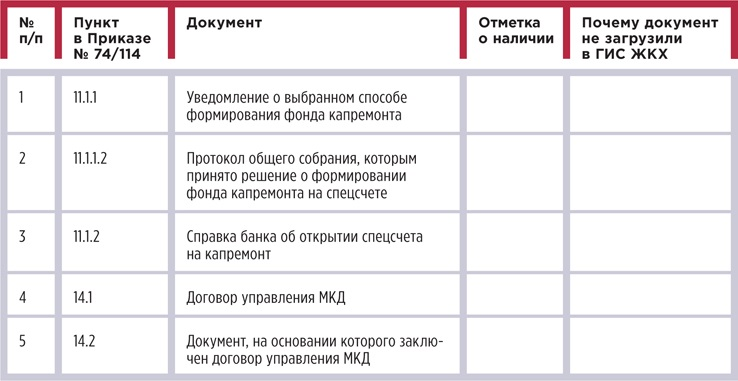 №
п/п
Пункт
в Приказе
№ 74/114
Документ
Отметка
о наличии
Почему документ
не загрузили
в ГИС ЖКХ
1
11.1.1
Уведомление о выбранном способе
формирования фонда капремонта
2
11.1.1.2
Протокол общего собрания, которым
принято решение о формировании
фонда капремонта на спецсчете
3
11.1.2
Справка банка об открытии спецсчета
на капремонт
4
14.1
Договор управления МКД
5
14.2
Документ, на основании которого заклю-
чен договор управления МКД